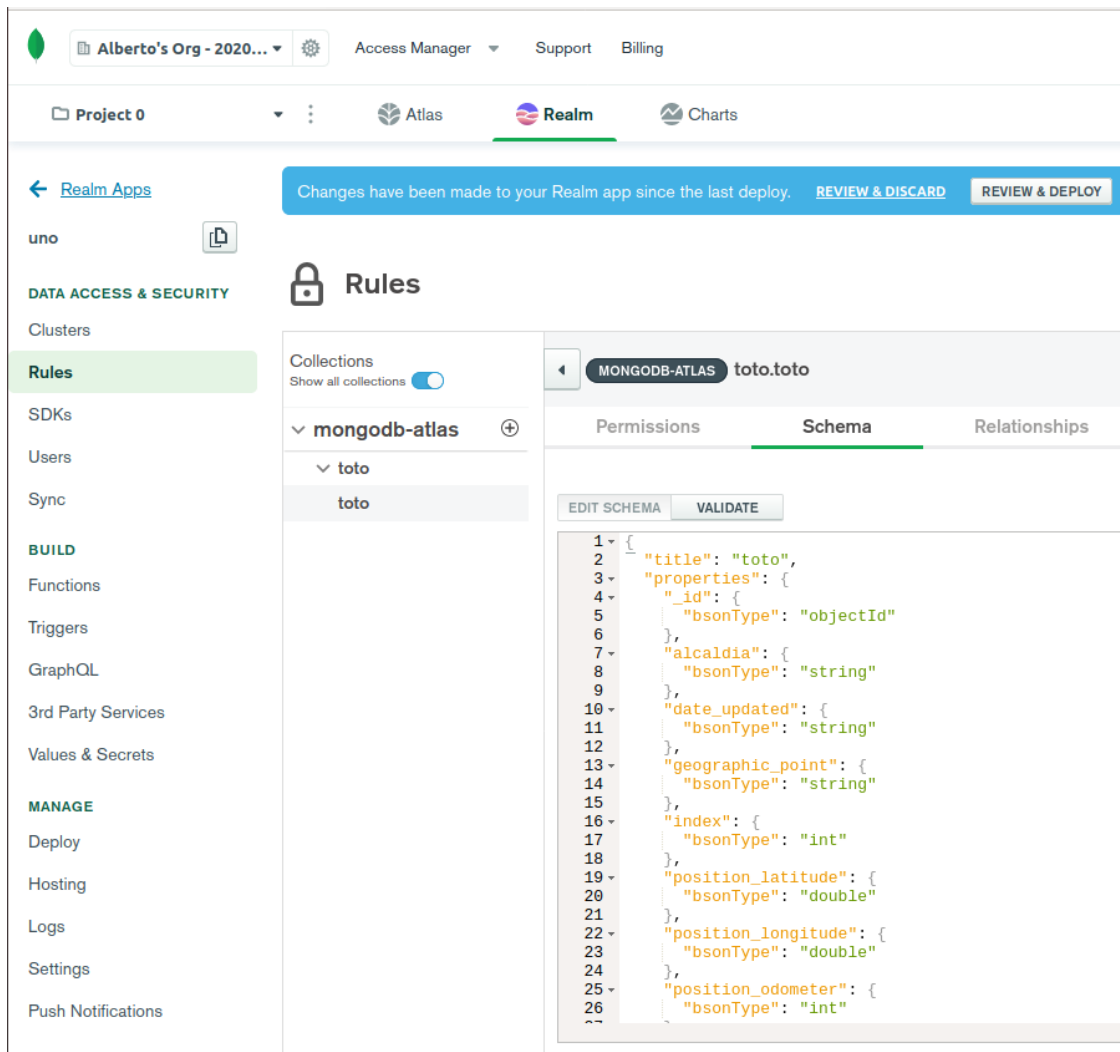 Alberto's Org - 2020...
Access Manager
Support
Billing
Project 0
Atlas
Realm
Charts
Realm Apps
uno
DATA ACCESS & SECURITY
Clusters
Rules
SDKs
Users
Sync
BUILD
Functions
Triggers
GraphQL
3rd Party Services
Values & Secrets
MANAGE
Deploy
Hosting
Logs
Settings
Push Notifications
Changes have been made to your Realm app since the last deploy.
REVIEW & DISCARD
REVIEW & DEPLOY
Rules
Collections
Show all collections
mongodb-atlas
toto
toto
MONGODB-ATLAS toto.toto
Permissions
Schema
Relationships
EDIT SCHEMA
VALIDATE
1 {
2 "title": "toto",
3 "properties": {
4 "_id": {
5 "bsonType": "objectId"
6 },
7 "alcaldia": {
8 "bsonType": "string"
9 },
10 "date_updated": {
11 "bsonType": "string"
12 },
13 "geographic_point": {
14 "bsonType": "string"
15 },
16 "index": {
17 "bsonType": "int"
18 },
19 "position_latitude": {
20 "bsonType": "double"
21 },
22 "position_longitude": {
23 "bsonType": "double"
24 },
25 "position_odometer": {
26 "bsonType": "int"